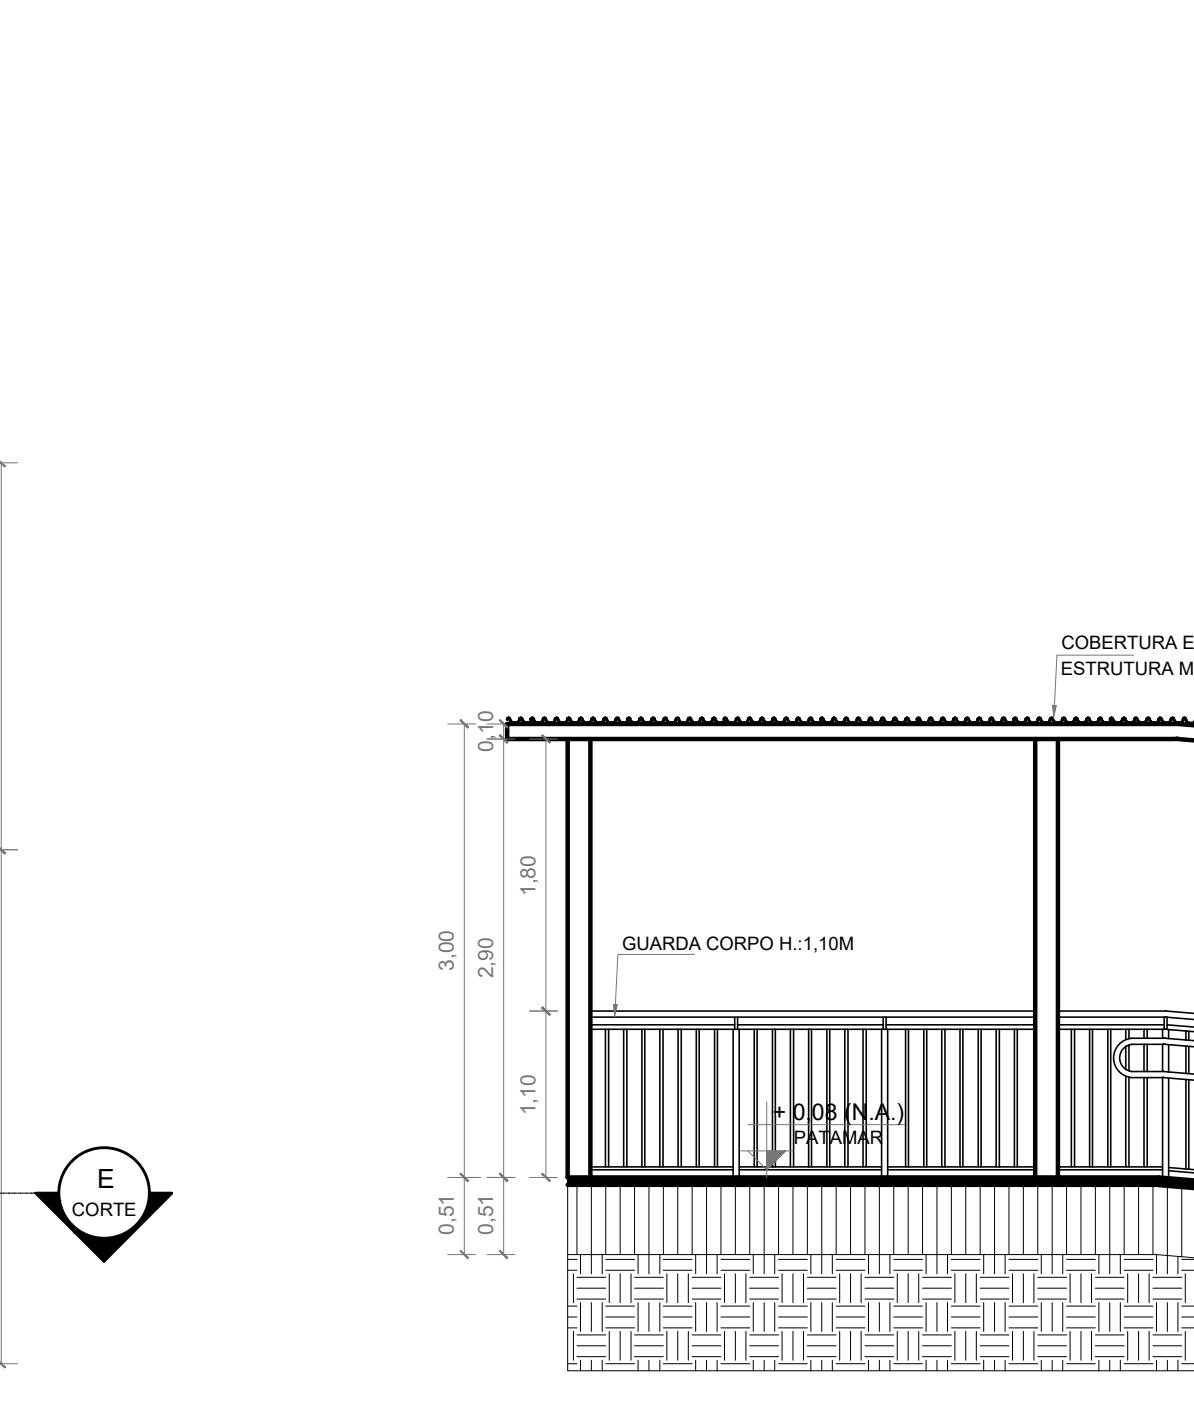 COBERTURA E
ESTRUTURA M
0,10
1,80
3,00
2,90
GUARDA CORPO H.:1,10M
1,10
+ 0,08 (N.A.)
PATAMAR
E
CORTE
0,51
0,51